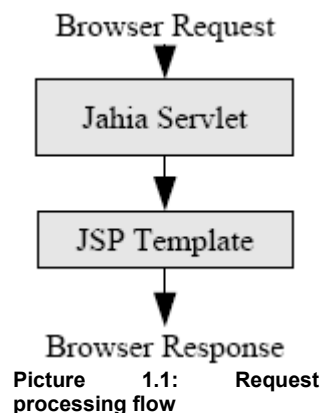 Browser Request
Jahia Servlet
JSP Template
Browser Response
Picture 1.1: Request
processing flow